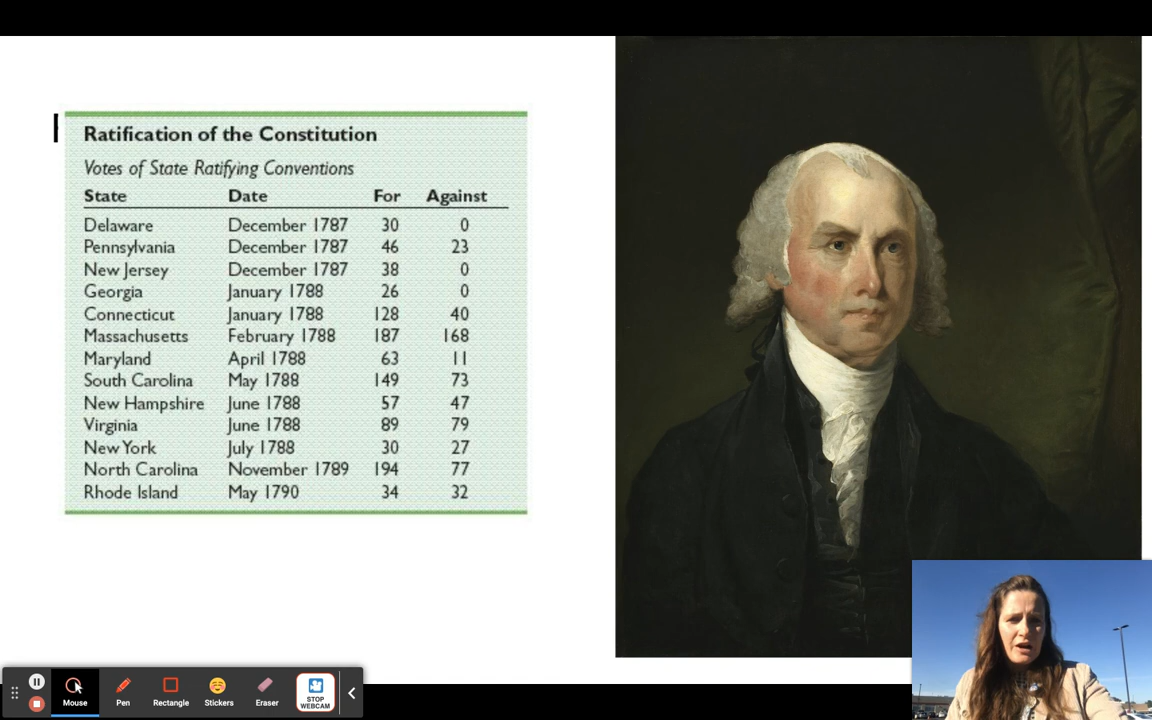 Ratification of the Constitution
Votes of State Ratifying Conventions
State Date For Against
Delaware December 1787 30 0
Pennsylvania December 1787 46 23
New Jersey December 1787 38 0
Georgia January 1788 26 0
Connecticut January 1788 128 40
Massachusetts February 1788 187 168
Maryland April 1788 63 11
South Carolina May 1788 149 73
New Hampshire June 1788 57 47
Virginia June 1788 89 79
New York July 1788 30 27
North Carolina November 1789 194 77
Rhode Island May 1790 34 32
Mouse Pen Rectangle Stickers Eraser STOP
WEBCAM